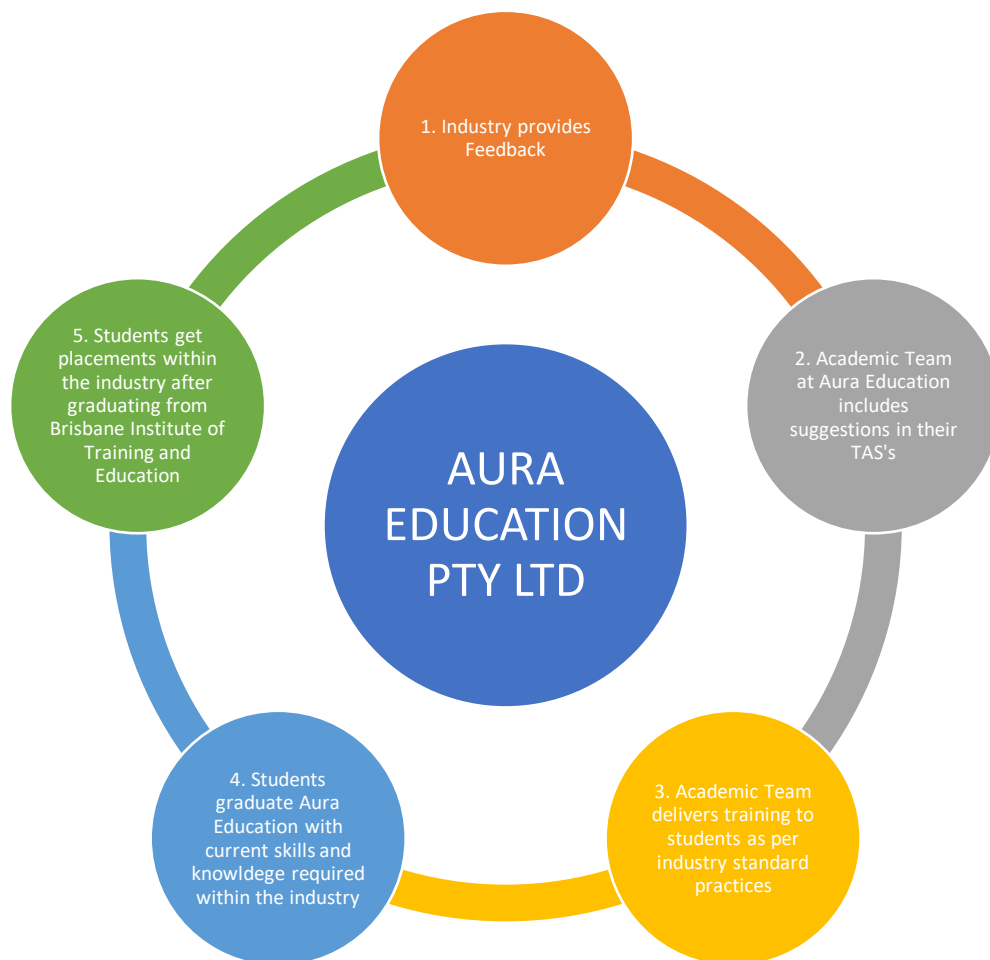 1. Industry provides
Feedback
2. Academic Team
at Aura Education
includes
suggestions in their
TAS's
3. Academic Team
delivers training to
students as per
industry standard
practices
4. Students
graduate Aura
Education with
current skills and
knowldege required
within the industry
5. Students get
placements within
the industry after
graduating from
Brisbane Institute of
Training and
Education
AURA
EDUCATION
PTY LTD